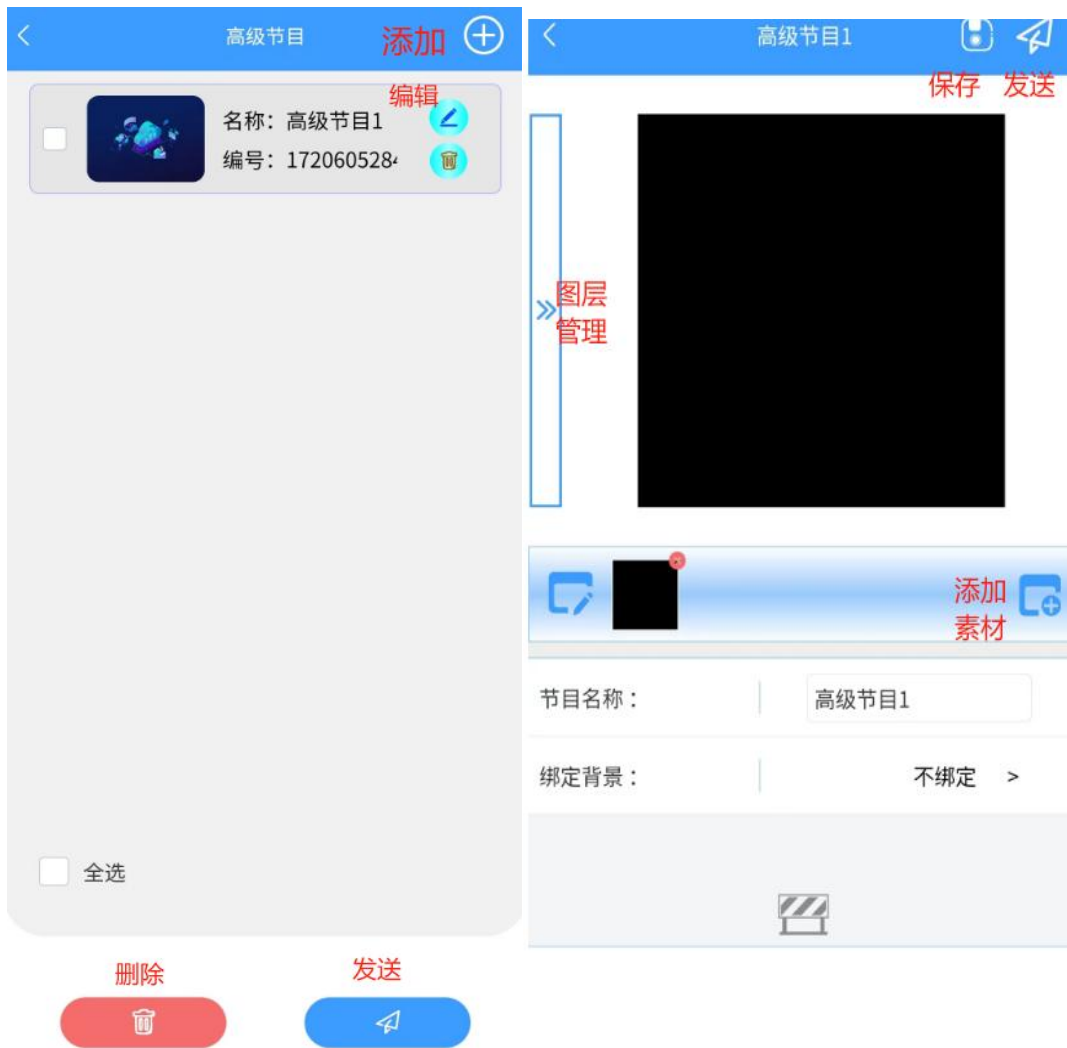 高级节目
添加
编辑
名称：高级节目1
编号：1720605284
全选
删除
发送
高级节目1
保存
发送
图层
管理
添加
素材
节目名称：
高级节目1
绑定背景：
不绑定 >